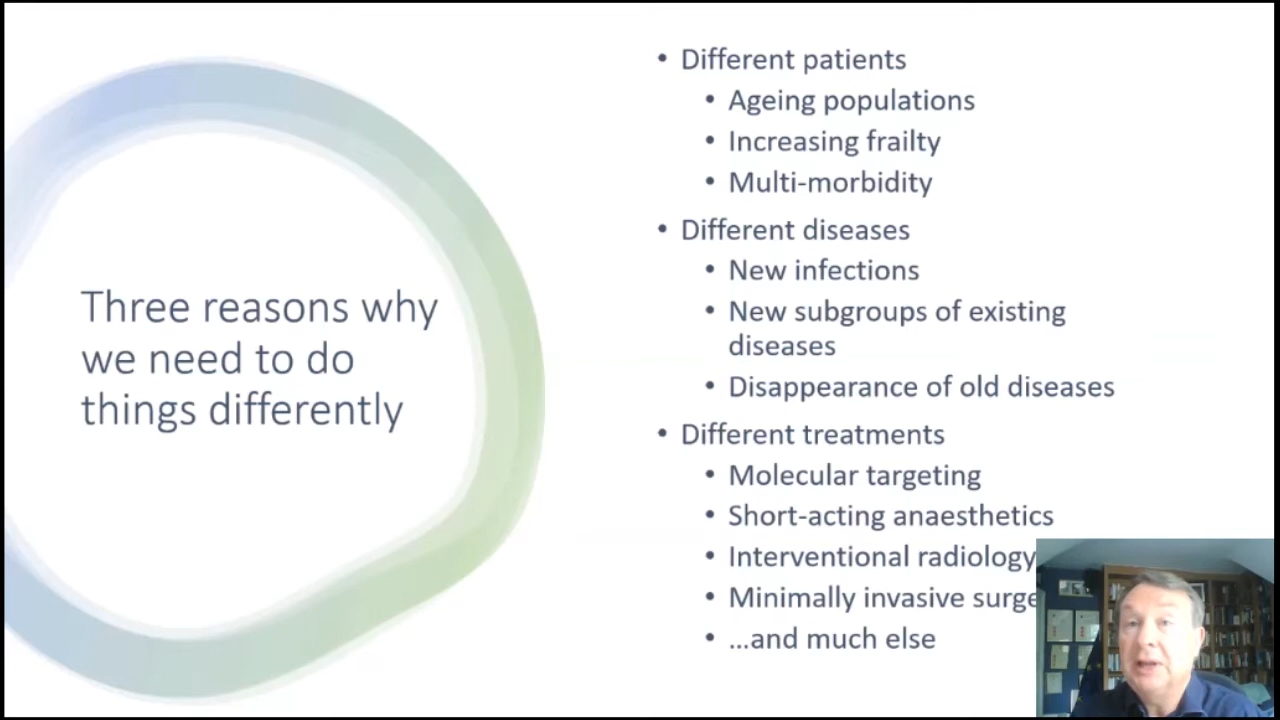 Three reasons why
we need to do
things differently
• Different patients
• Ageing populations
• Increasing frailty
• Multi-morbidity
• Different diseases
• New infections
• New subgroups of existing
diseases
• Disappearance of old diseases
• Different treatments
• Molecular targeting
• Short-acting anaesthetics
• Interventional radiology
• Minimally invasive surge
• ...and much else